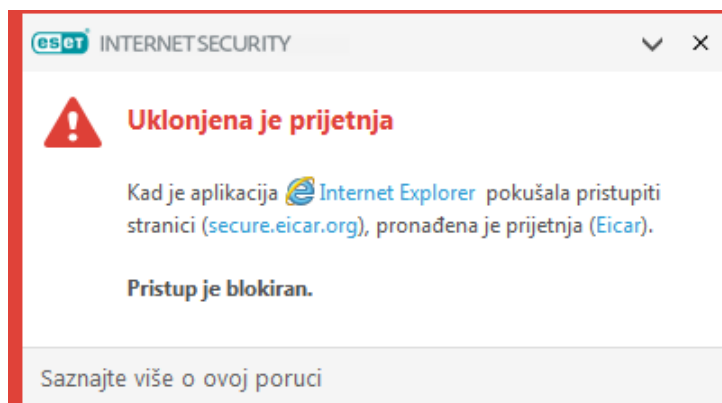 eset INTERNET SECURITY
Uklonjena je prijetnja
Kad je aplikacija Internet Explorer pokušala pristupiti
stranici (secure.eicar.org), pronađena je prijetnja (Eicar).
Pristup je blokiran.
Saznajte više o ovoj poruci